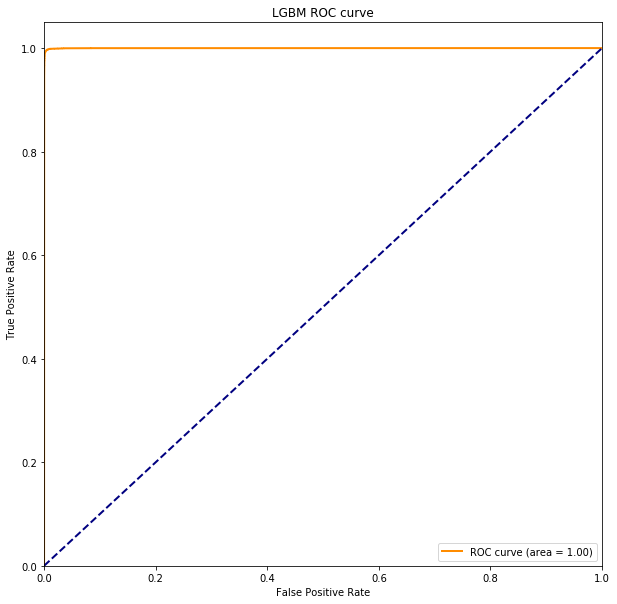 LGBM ROC curve
1.0
0.8
0.6
0.4
0.2
0.0
True Positive Rate
0.0 0.2 0.4 0.6 0.8 1.0
False Positive Rate
ROC curve (area = 1.00)